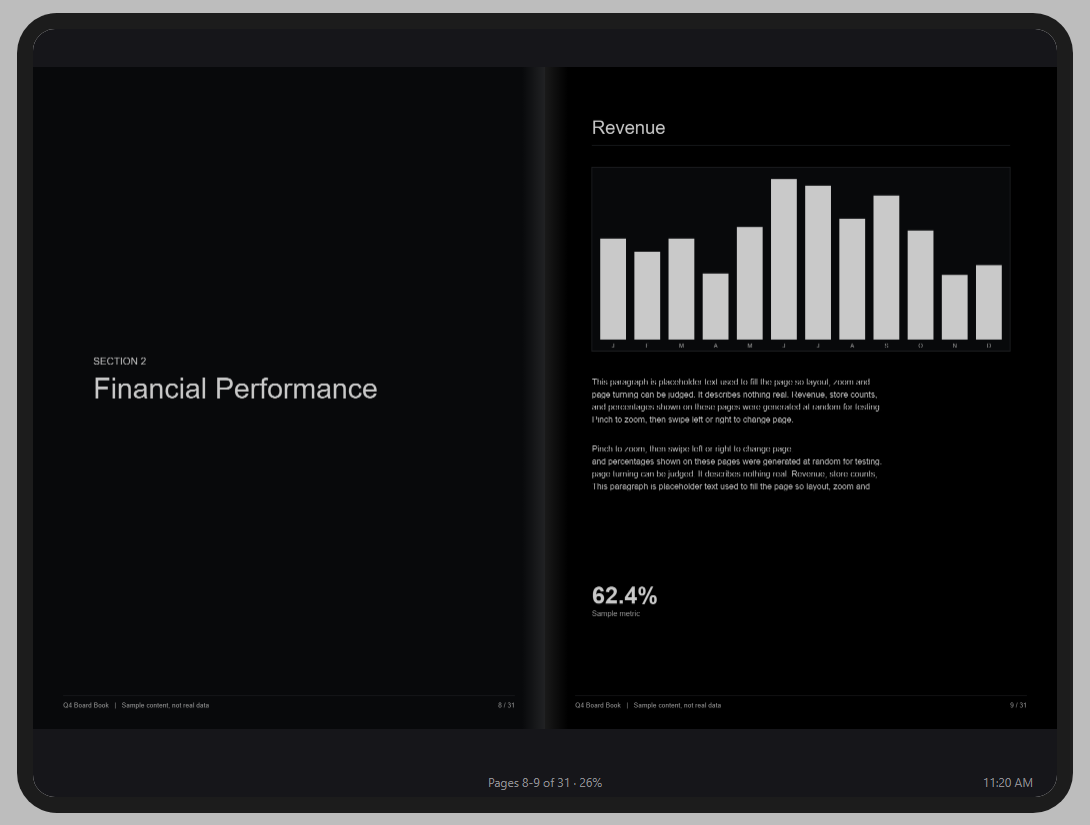 SECTION 2
Financial Performance
Q4 Board Book | Sample content, not real data
8 / 31
Revenue
J
M
A
M
J
J
A
S
N
This paragraph is placeholder text used to fill the page so layout, zoom and
page turning can be judged. It describes nothing real. Revenue, store counts,
and percentages shown on these pages were generated at random for testing
Pinch to zoom, then swipe left or right to change page.
Pinch to zoom, then swipe left or right to change page
and percentages shown on these pages were generated at random for testing.
page turning can be judged. It describes nothing real. Revenue, store counts,
This paragraph is placeholder text used to fill the page so layout, zoom and
62.4%
Sample metric
Q4 Board Book | Sample content, not real data
9 / 31
Pages 8-9 of 31 · 26%
11:20 AM